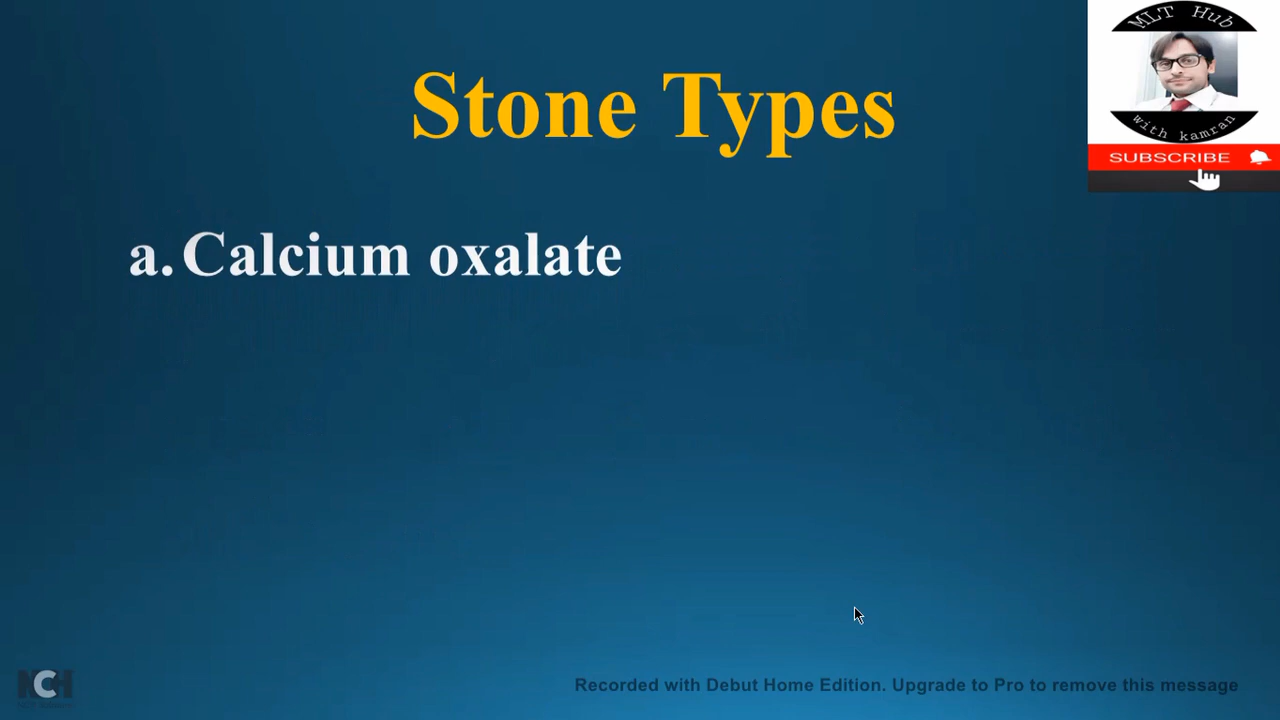 MLT Hub
with kamran
SUBSCRIBE
Stone Types
a. Calcium oxalate
NCH
Recorded with Debut Home Edition. Upgrade to Pro to remove this message